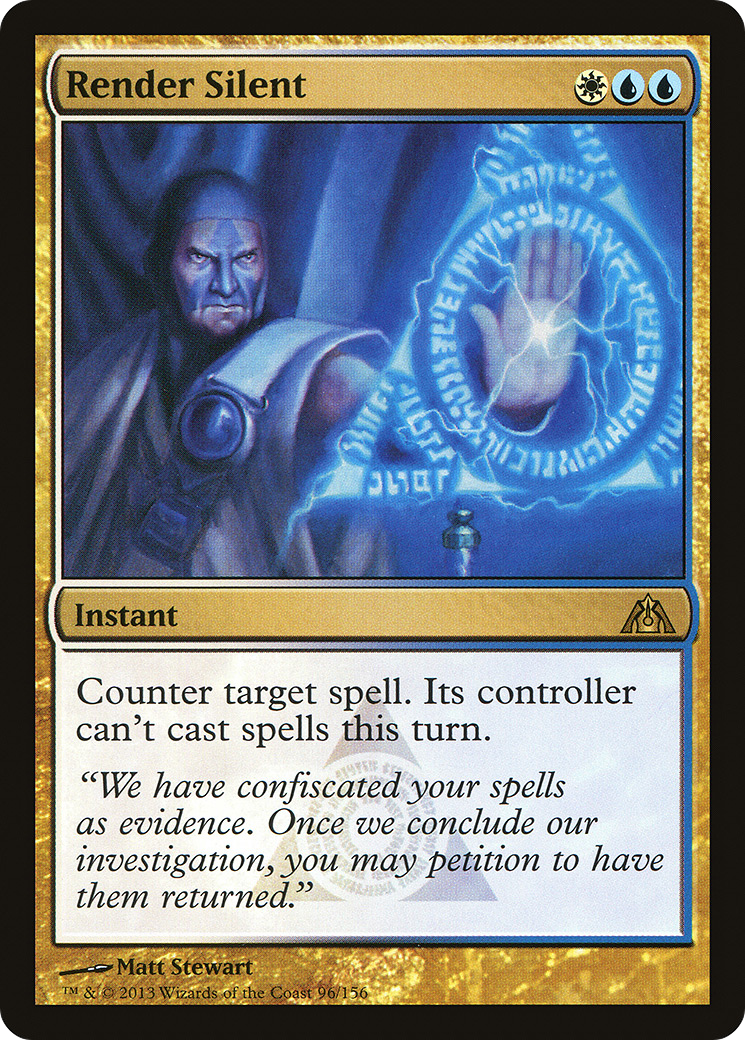 Render Silent
Instant
Counter target spell. Its controller
can't cast spells this turn.
“We have confiscated your spells
as evidence. Once we conclude our
investigation, you may petition to have
them returned.”
Matt Stewart
™ & © 2013 Wizards of the Coast 96/156